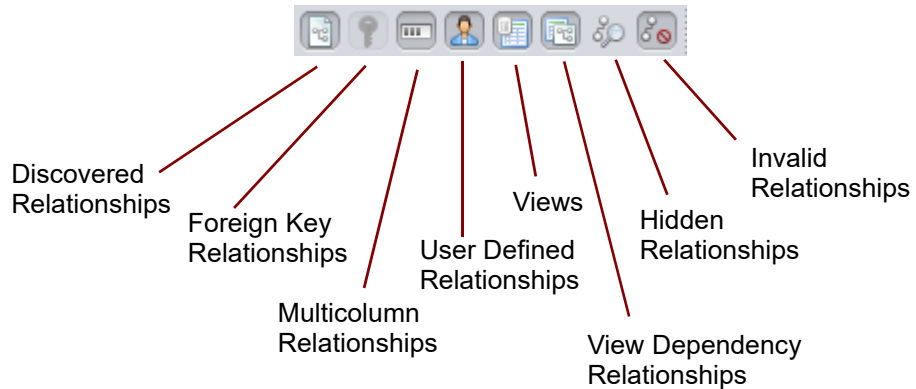 Discovered
Relationships
Foreign Key
Relationships
Multicolumn
Relationships
User Defined
Relationships
Views
View Dependency
Relationships
Hidden
Relationships
Invalid
Relationships